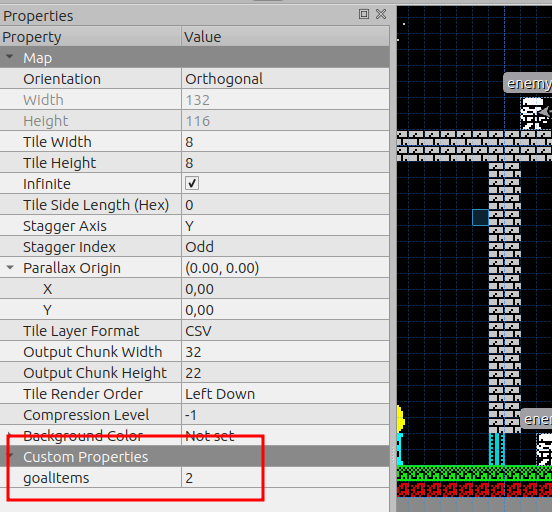 Properties
Property Value
Map
Orientation Orthogonal
Width 132
Height 116
Tile Width 8
Tile Height 8
Infinite
Tile Side Length (Hex) 0
Stagger Axis Y
Stagger Index Odd
Parallax Origin (0.00, 0.00)
X 0,00
Y 0,00
Tile Layer Format CSV
Output Chunk Width 32
Output Chunk Height 22
Tile Render Order Left Down
Compression Level -1
Background Color Not set
Custom Properties
goalitems 2
enemy
enem